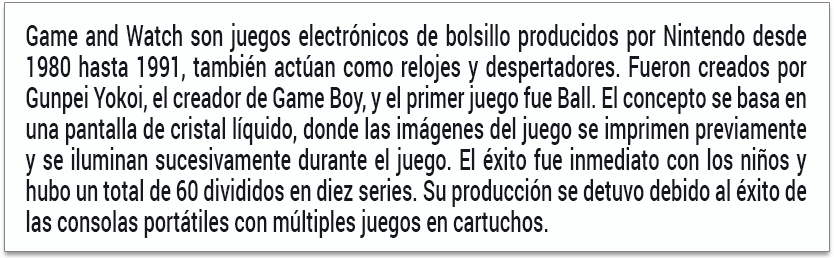 Game and Watch son juegos electrónicos de bolsillo producidos por Nintendo desde
1980 hasta 1991, también actúan como relojes y despertadores. Fueron creados por
Gunpei Yokoi, el creador de Game Boy, y el primer juego fue Ball. El concepto se basa en
una pantalla de cristal líquido, donde las imágenes del juego se imprimen previamente
y se iluminan sucesivamente durante el juego. El éxito fue inmediato con los niños y
hubo un total de 60 divididos en diez series. Su producción se detuvo debido al éxito de
las consolas portátiles con múltiples juegos en cartuchos.